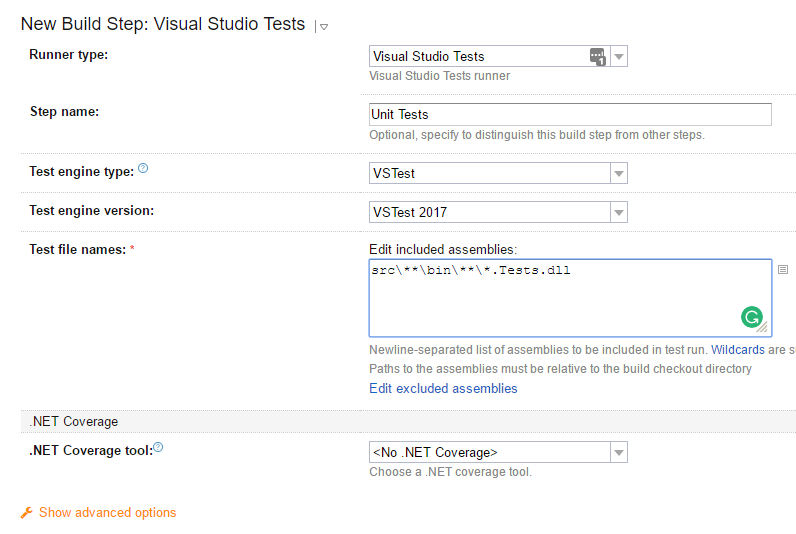 New Build Step: Visual Studio Tests
Runner type:
Visual Studio Tests
1
Visual Studio Tests runner
Step name:
Unit Tests
Optional, specify to distinguish this build step from other steps.
Test engine type: ?
VSTest
Test engine version:
VSTest 2017
Test file names: *
Edit included assemblies:
src\**\bin\**\*.Tests.dll
Newline-separated list of assemblies to be included in test run. Wildcards are s
Paths to the assemblies must be relative to the build checkout directory
Edit excluded assemblies
.NET Coverage
.NET Coverage tool: ?
<No .NET Coverage>
Choose a .NET coverage tool.
Show advanced options